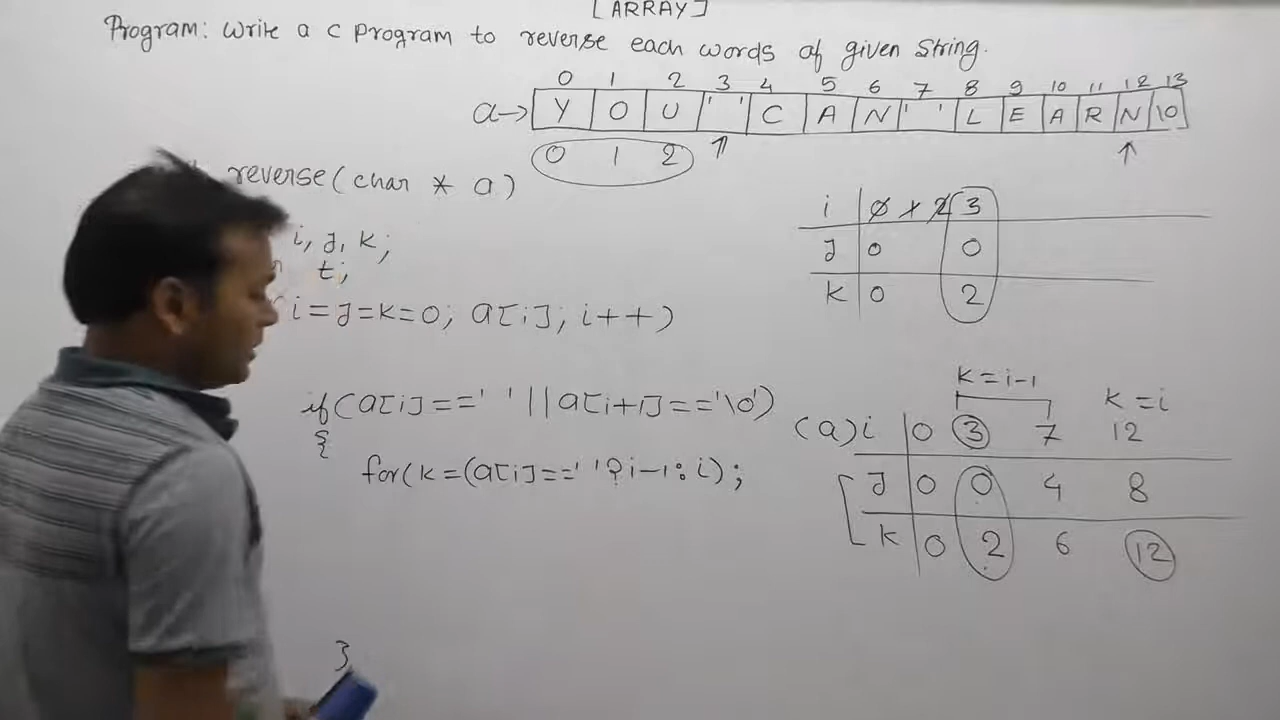 [ARRAY]
Program: Write a C program to reverse each words of given string.
0 1 2 3 4 5 6 7 8 9 10 11 12 13
a→ Y O U ' ' C A N ' ' L E A R N \0
0 1 2 ↑ ↑
reverse(char * a)
i, J, k;
t;
i=J=K=0; a[i]; i++)
if(a[i]==' '||a[i+1]=='\0')
{
for(k=(a[i]==' '?i-1:i);
}
i 0 1 2 3
J 0 0
K 0 2
K=i-1 K=i
(a)i 0 3 7 12
J 0 0 4 8
K 0 2 6 12